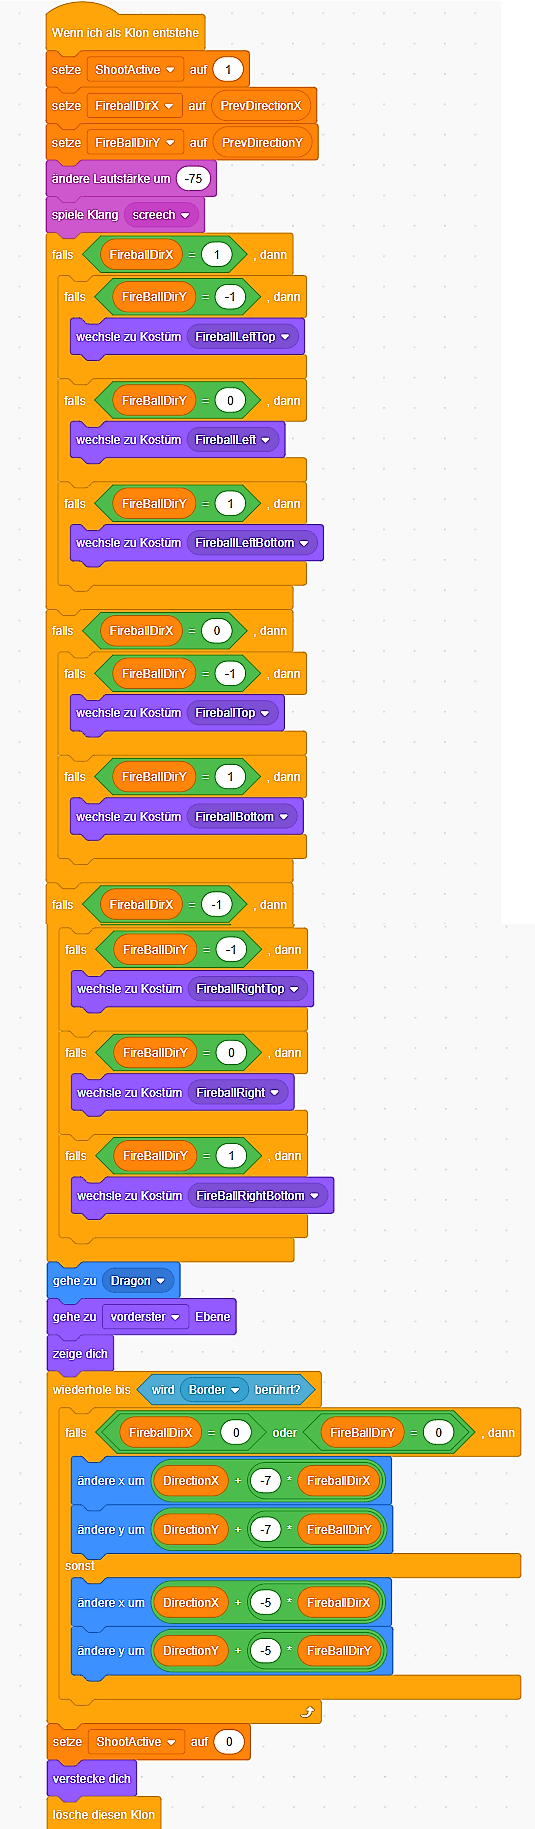 Wenn ich als Klon entstehe
setze ShootActive auf 1
setze FireballDirX auf PrevDirectionX
setze FireBallDirY auf PrevDirectionY
ändere Lautstärke um -75
spiele Klang screech
falls FireballDirX = 1 , dann
falls FireBallDirY = -1 , dann
wechsle zu Kostüm FireballLeftTop
falls FireBallDirY = 0 , dann
wechsle zu Kostüm FireballLeft
falls FireBallDirY = 1 , dann
wechsle zu Kostüm FireballLeftBottom
falls FireballDirX = 0 , dann
falls FireBallDirY = -1 , dann
wechsle zu Kostüm FireballTop
falls FireBallDirY = 1 , dann
wechsle zu Kostüm FireballBottom
falls FireballDirX = -1 , dann
falls FireBallDirY = -1 , dann
wechsle zu Kostüm FireballRightTop
falls FireBallDirY = 0 , dann
wechsle zu Kostüm FireballRight
falls FireBallDirY = 1 , dann
wechsle zu Kostüm FireBallRightBottom
gehe zu Dragon
gehe zu vorderster Ebene
zeige dich
wiederhole bis wird Border berührt?
falls FireballDirX = 0 oder FireBallDirY = 0 , dann
ändere x um DirectionX + -7 * FireballDirX
ändere y um DirectionY + -7 * FireBallDirY
sonst
ändere x um DirectionX + -5 * FireballDirX
ändere y um DirectionY + -5 * FireBallDirY
setze ShootActive auf 0
verstecke dich
lösche diesen Klon